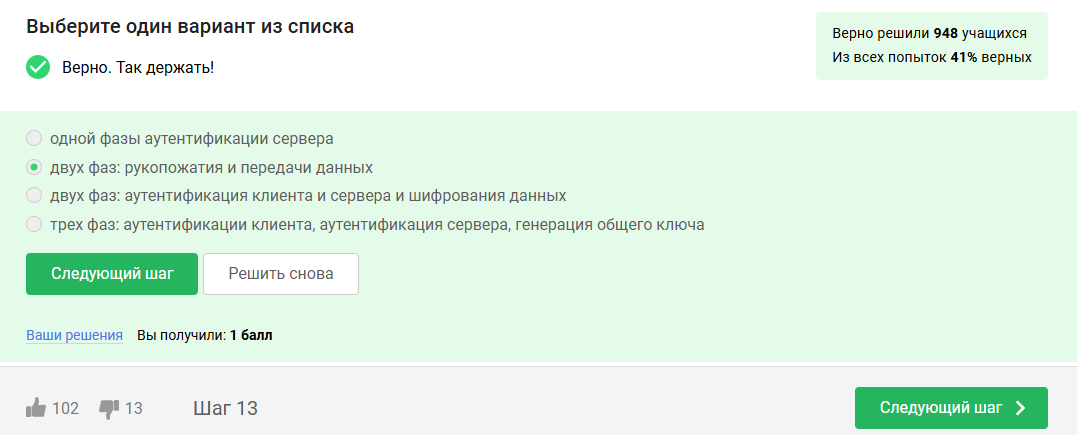 Выберите один вариант из списка
Верно решили 948 учащихся
Верно. Так держать!
Из всех попыток 41% верных
одной фазы аутентификации сервера
двух фаз: рукопожатия и передачи данных
двух фаз: аутентификация клиента и сервера и шифрования данных
трех фаз: аутентификации клиента, аутентификация сервера, генерация общего ключа
Следующий шаг
Решить снова
Ваши решения Вы получили: 1 балл
102 13 Шаг 13
Следующий шаг